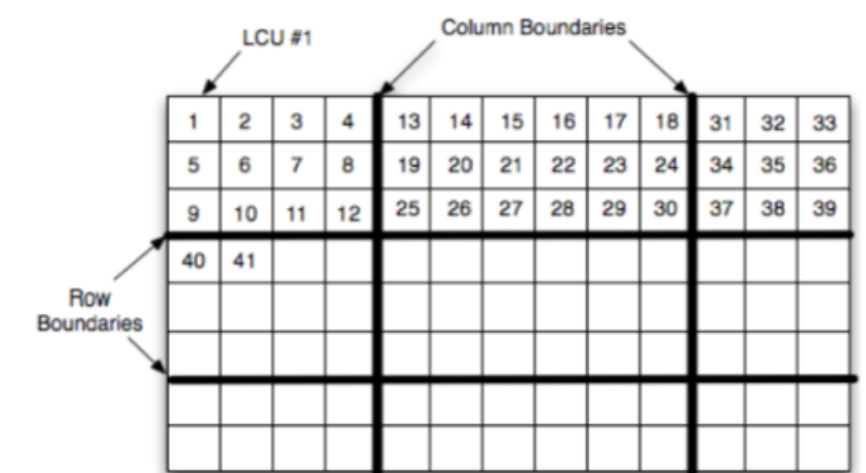 LCU #1
Column Boundaries
1 2 3 4 13 14 15 16 17 18 31 32 33
5 6 7 8 19 20 21 22 23 24 34 35 36
9 10 11 12 25 26 27 28 29 30 37 38 39
40 41
Row
Boundaries